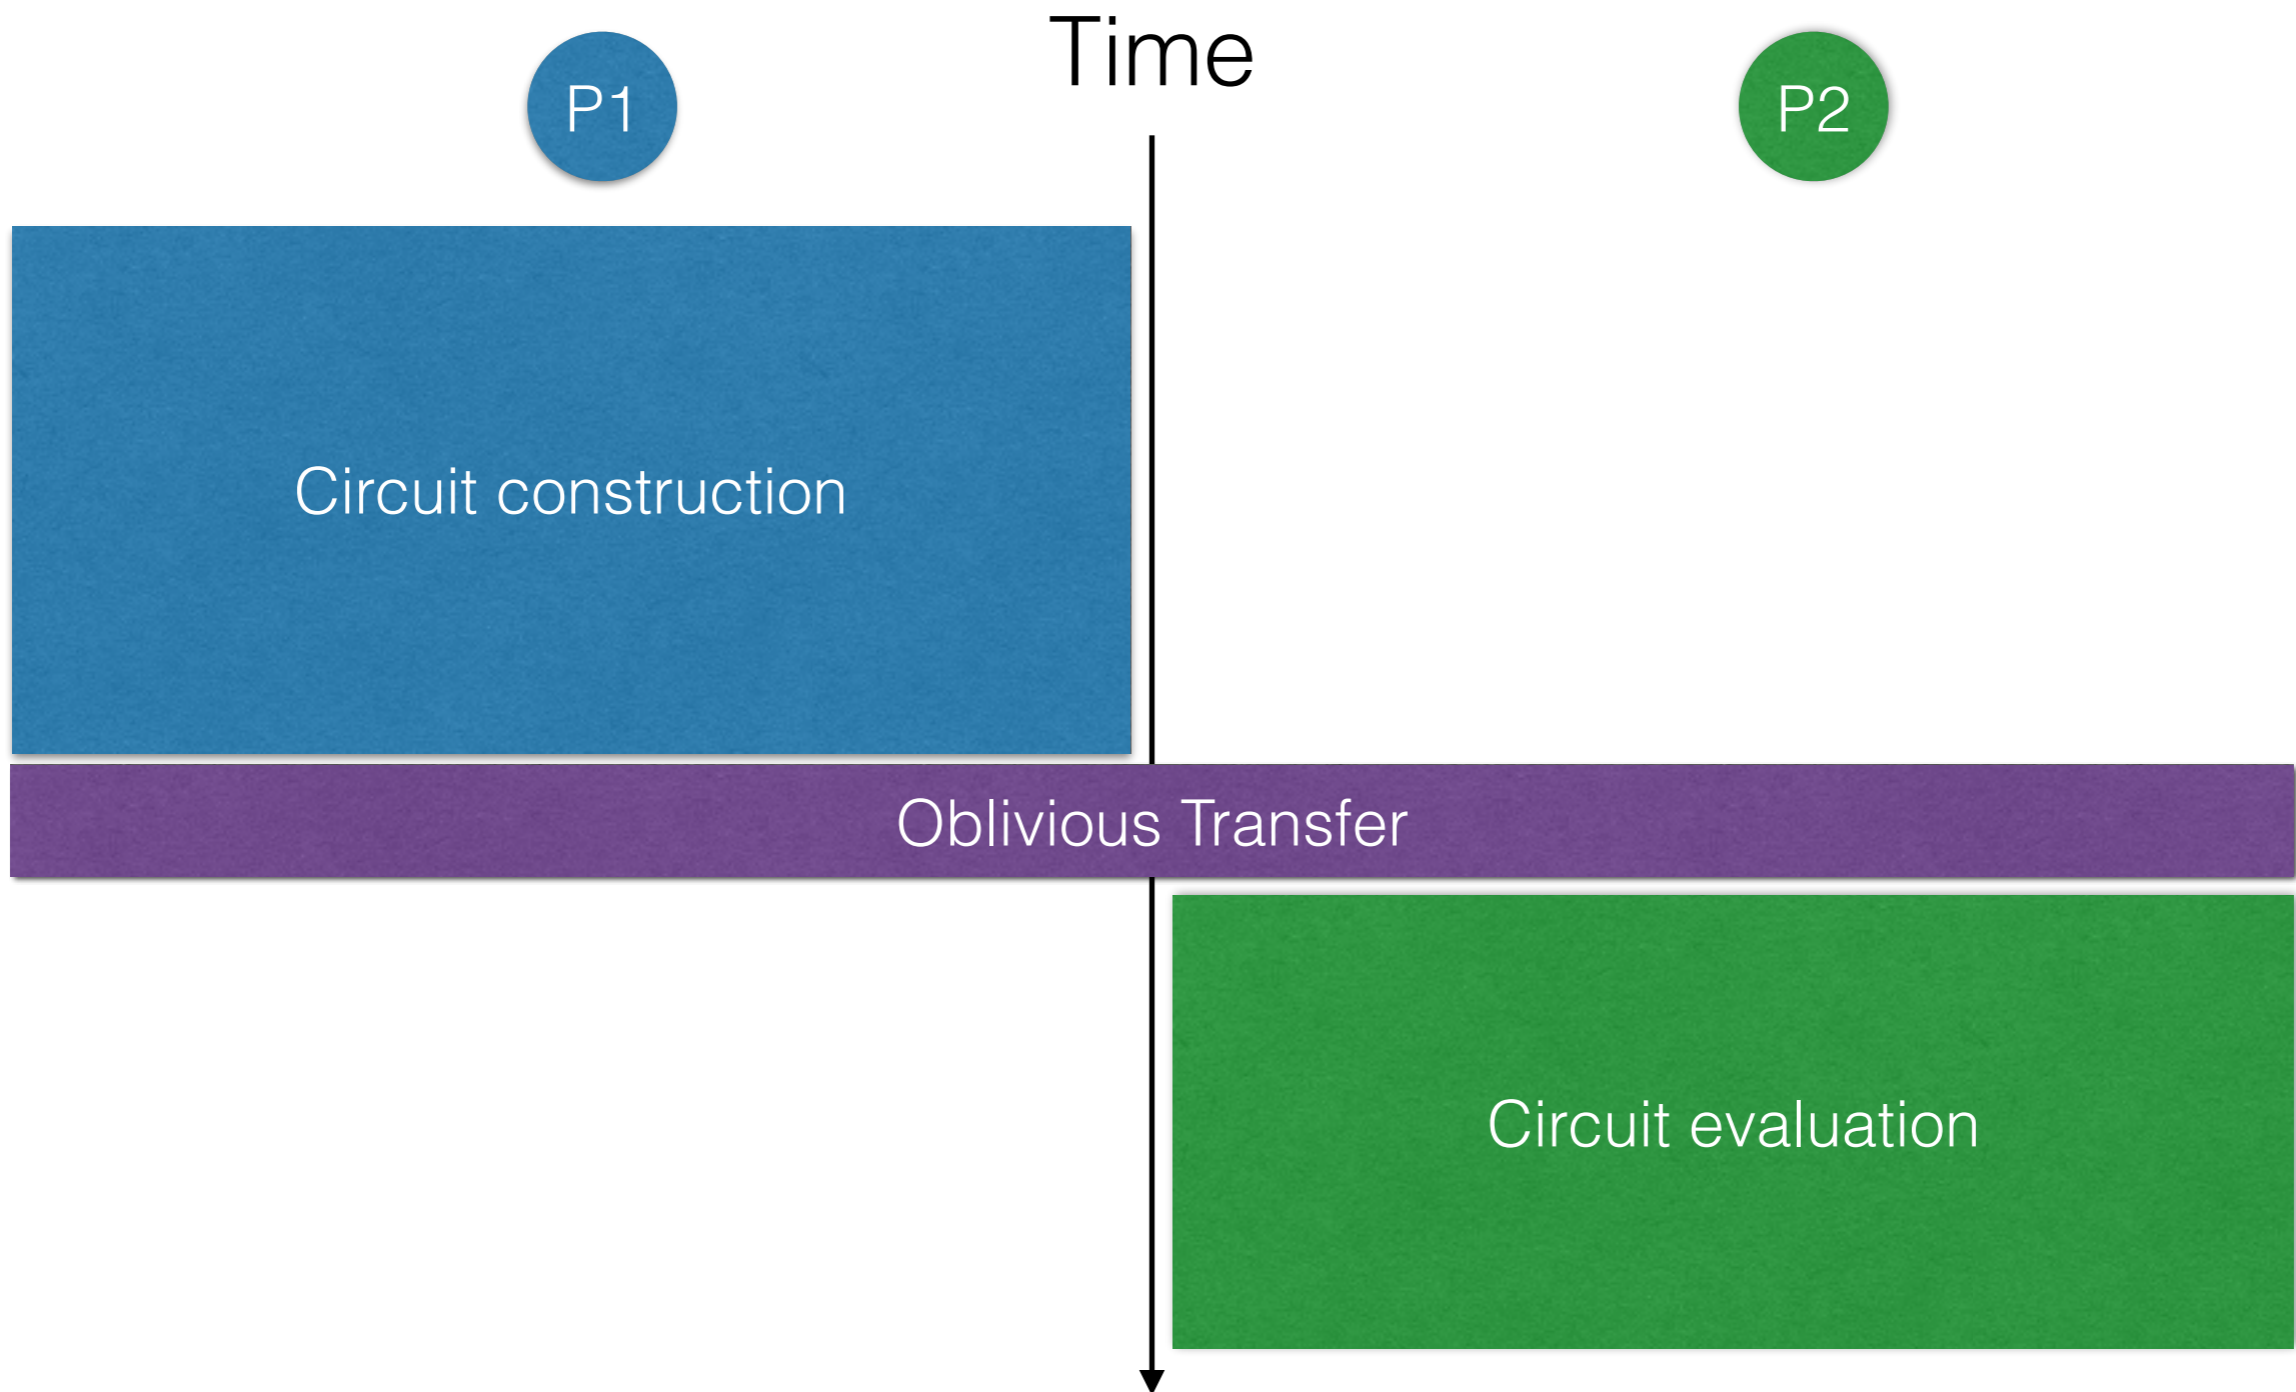 Time
P1
P2
Circuit construction
Oblivious Transfer
Circuit evaluation